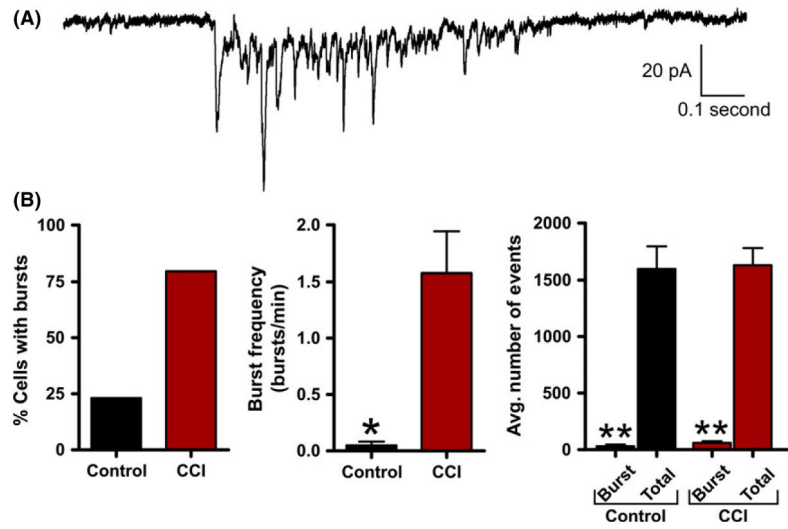 (A)
20 pA
0.1 second
(B)
% Cells with bursts
100
75
50
25
0
Control CCI
Burst frequency
(bursts/min)
2.0
1.5
1.0
0.5
0.0
*
Control CCI
Avg. number of events
2000
1500
1000
500
0
** **
Burst Total Burst Total
Control CCI